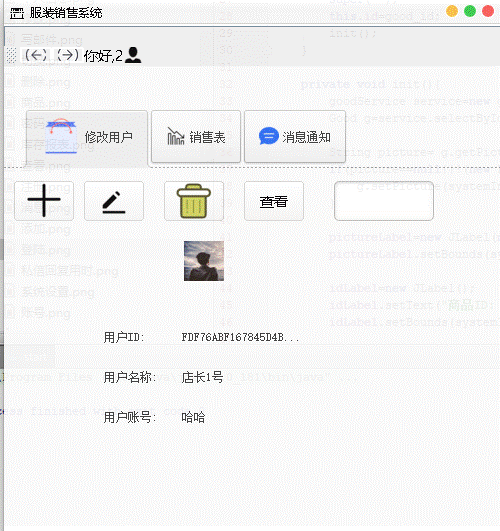 服装销售系统
(←) (→) 你好,2
修改用户 销售表 消息通知
查看
用户ID: FDF76ABF167845D4B...
用户名称: 店长1号
用户账号: 哈哈